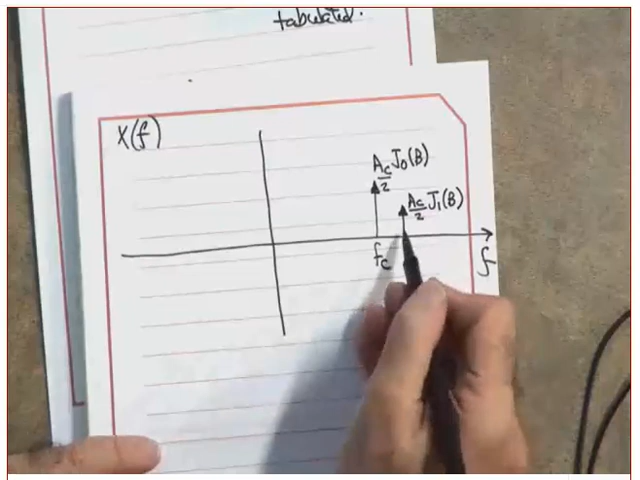 tabulated.
X(f)
Ac/2 J0(B)
Ac/2 J1(B)
fc
f